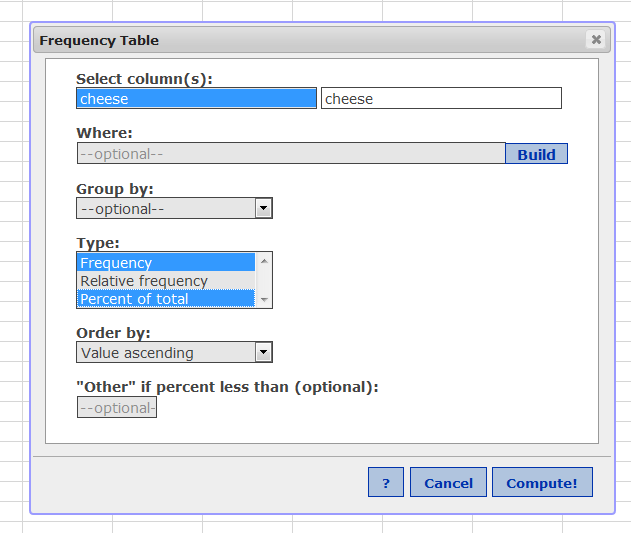 Frequency Table
Select column(s):
cheese cheese
Where:
--optional-- Build
Group by:
--optional--
Type:
Frequency
Relative frequency
Percent of total
Order by:
Value ascending
"Other" if percent less than (optional):
--optional-
? Cancel Compute!